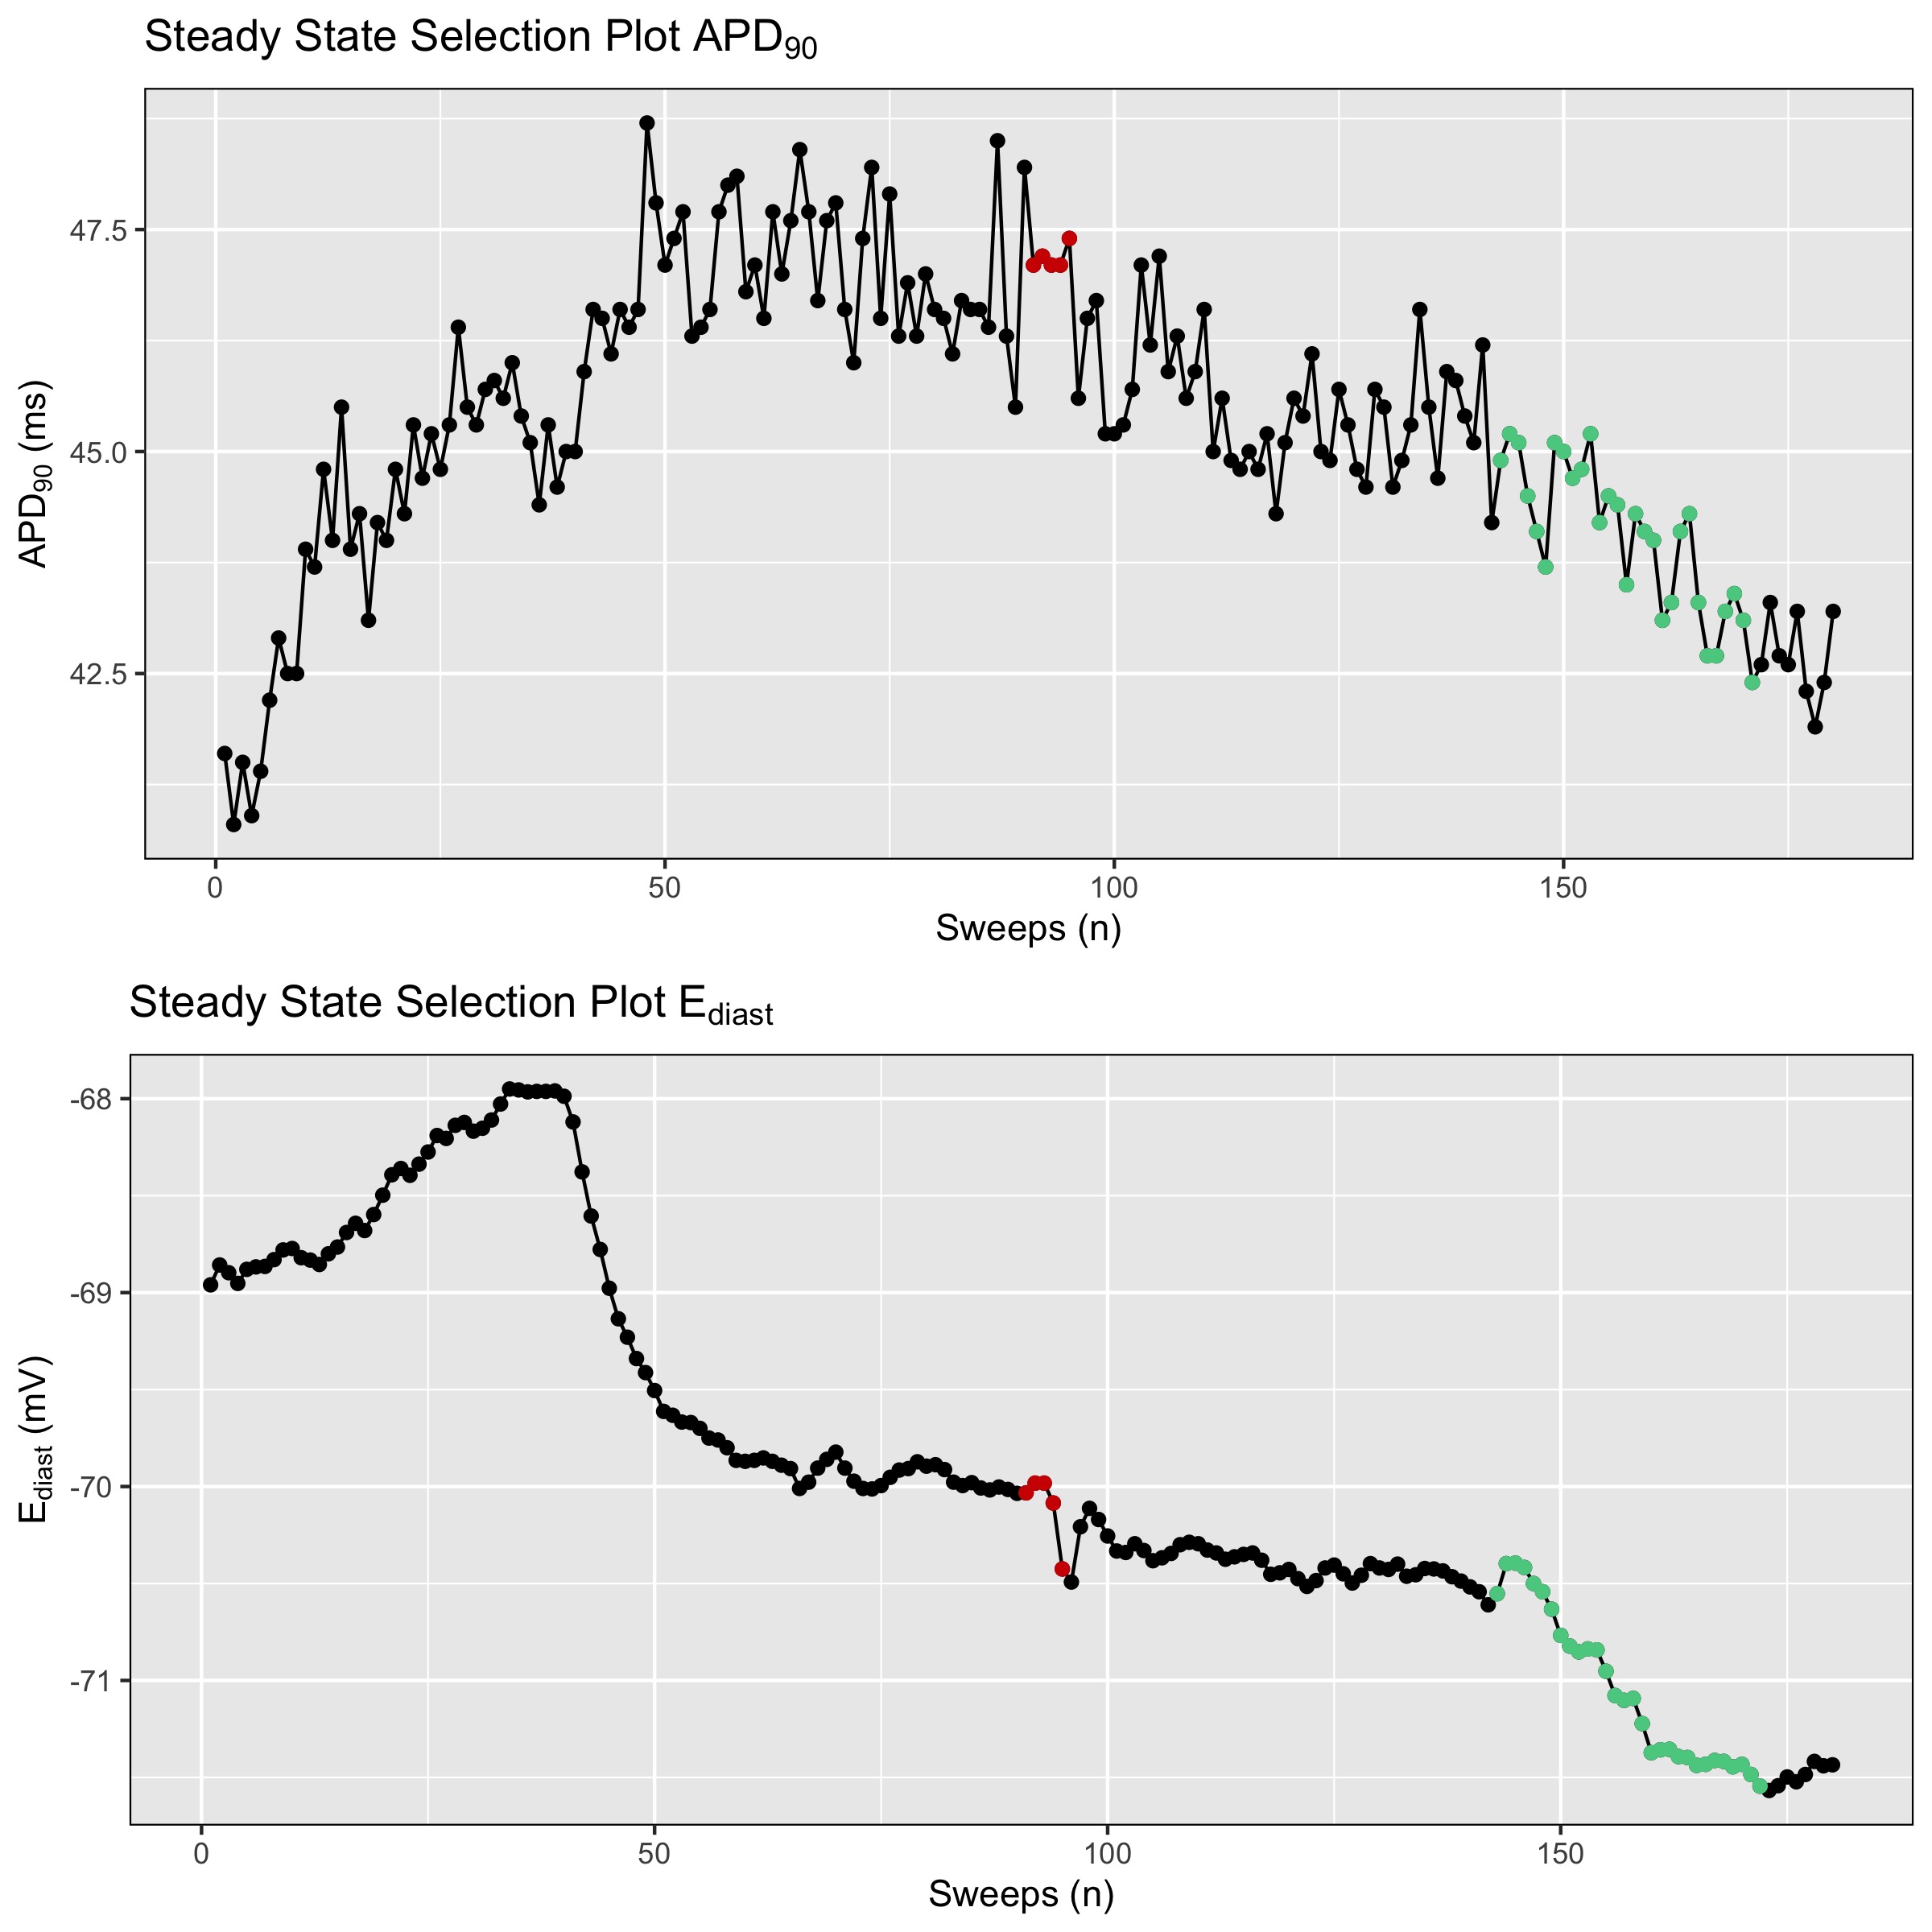 Steady State Selection Plot APD90
47.5
45.0
42.5
APD90 (ms)
0 50 100 150
Sweeps (n)
Steady State Selection Plot Ediast
-68
-69
-70
-71
Ediast (mV)
0 50 100 150
Sweeps (n)